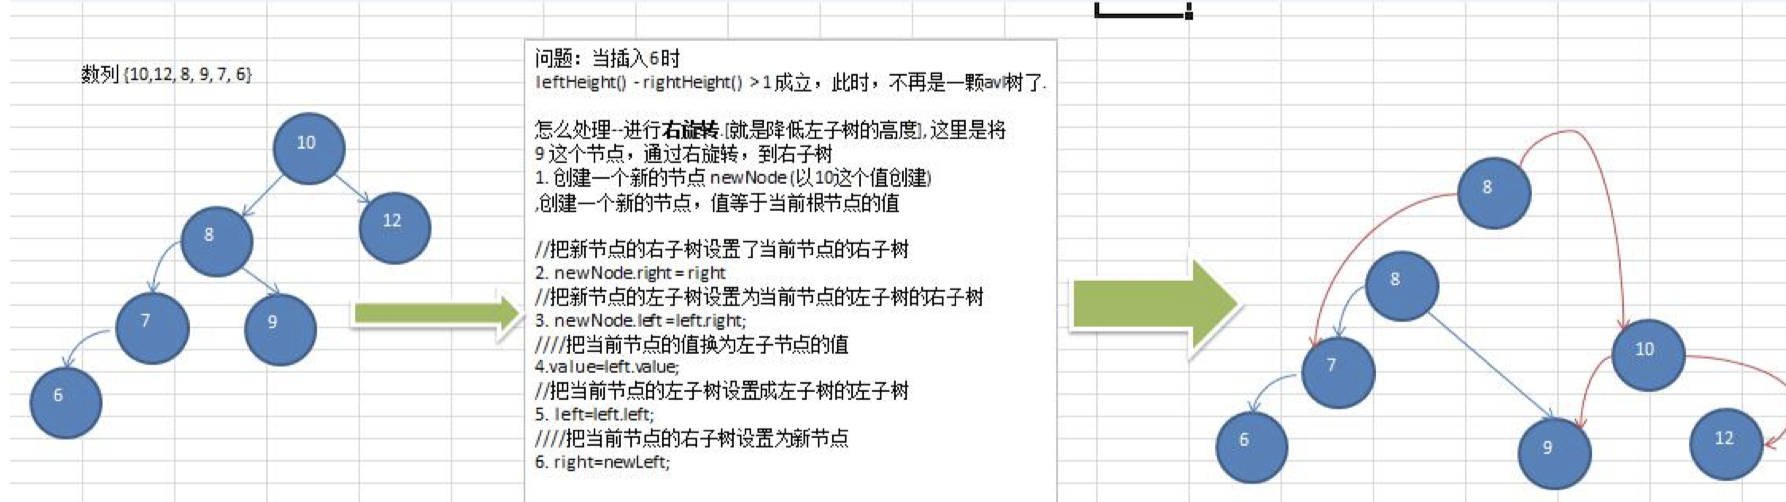 数列 {10,12, 8, 9, 7, 6}
10
12
8
7
9
6
问题：当插入6时
leftHeight() - rightHeight() > 1 成立，此时，不再是一颗avl树了.
怎么处理--进行右旋转.[就是降低左子树的高度], 这里是将
9 这个节点，通过右旋转，到右子树
1. 创建一个新的节点 newNode (以10这个值创建)
,创建一个新的节点，值等于当前根节点的值
//把新节点的右子树设置了当前节点的右子树
2. newNode.right = right
//把新节点的左子树设置为当前节点的左子树的右子树
3. newNode.left =left.right;
////把当前节点的值换为左子节点的值
4.value=left.value;
//把当前节点的左子树设置成左子树的左子树
5. left=left.left;
////把当前节点的右子树设置为新节点
6. right=newLeft;
8
8
7
10
6
9
12